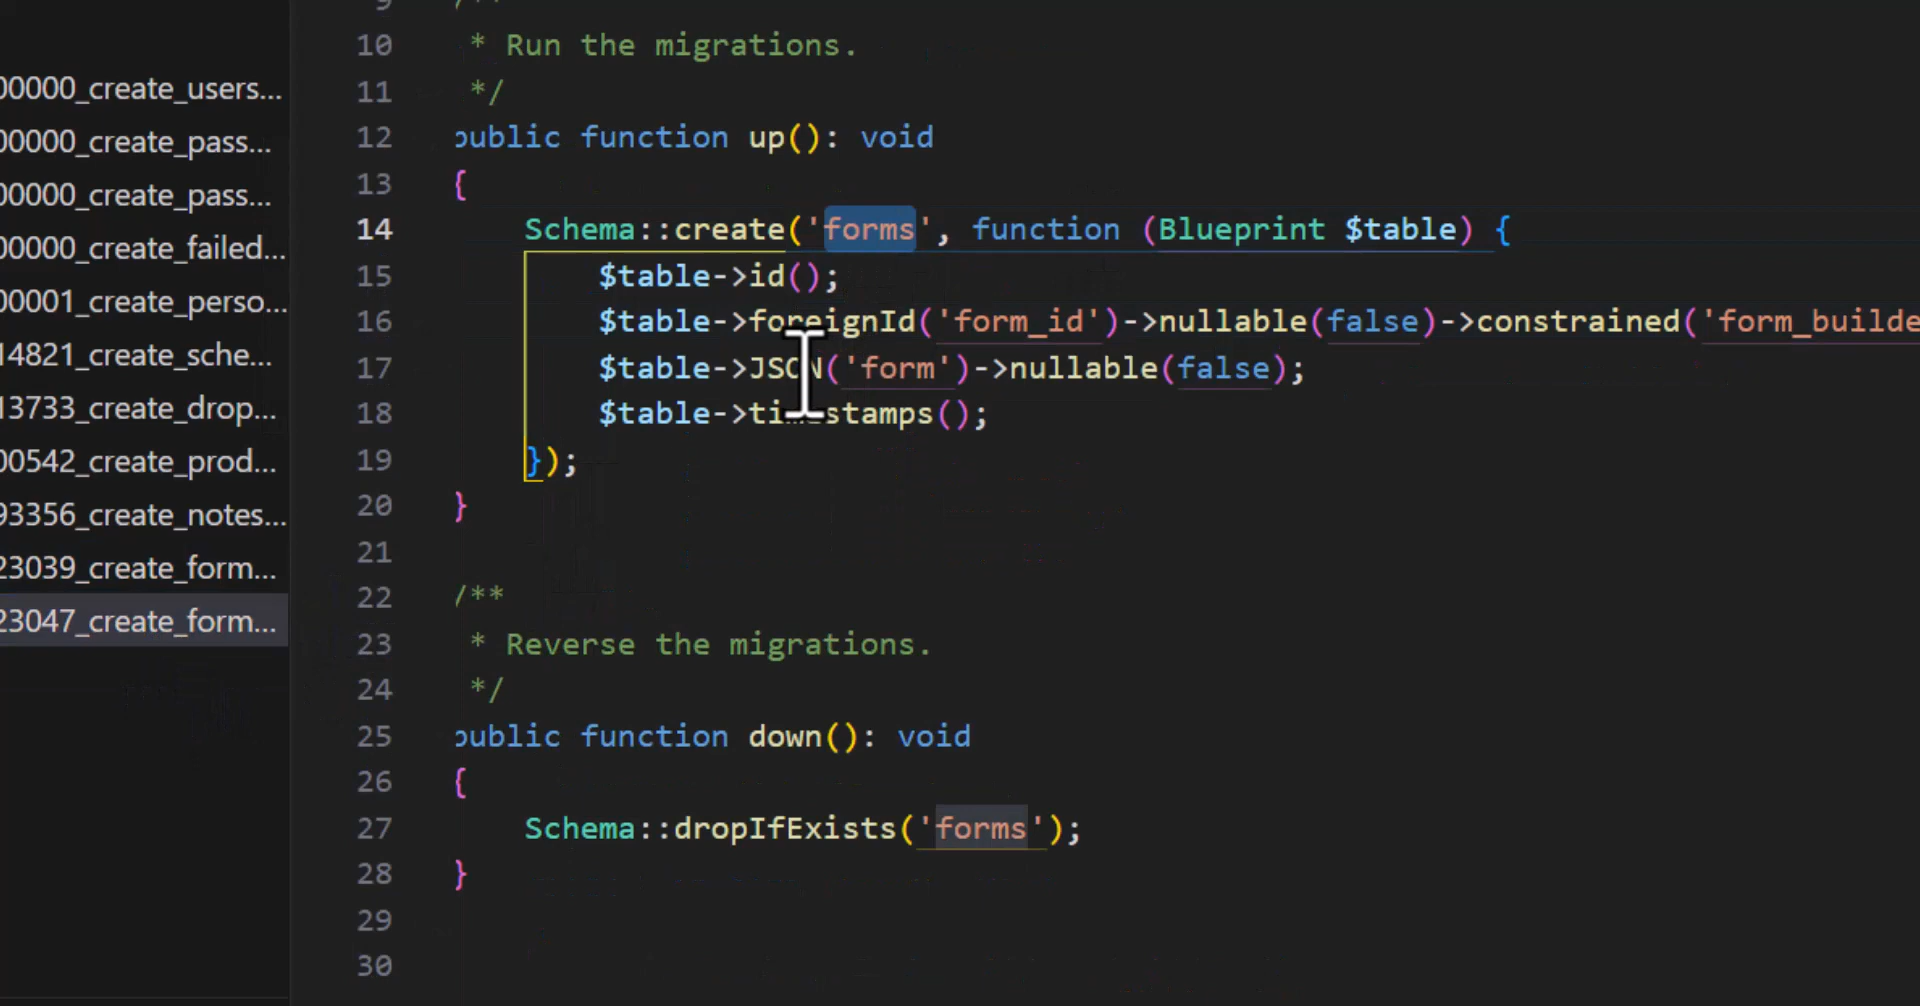 00000_create_users...
00000_create_pass...
00000_create_pass...
00000_create_failed...
00001_create_perso...
14821_create_sche...
13733_create_drop...
00542_create_prod...
93356_create_notes...
23039_create_form...
23047_create_form...
9 /**
10 * Run the migrations.
11 */
12 public function up(): void
13 {
14 Schema::create('forms', function (Blueprint $table) {
15 $table->id();
16 $table->foreignId('form_id')->nullable(false)->constrained('form_builde
17 $table->JSON('form')->nullable(false);
18 $table->timestamps();
19 });
20 }
21
22 /**
23 * Reverse the migrations.
24 */
25 public function down(): void
26 {
27 Schema::dropIfExists('forms');
28 }
29
30